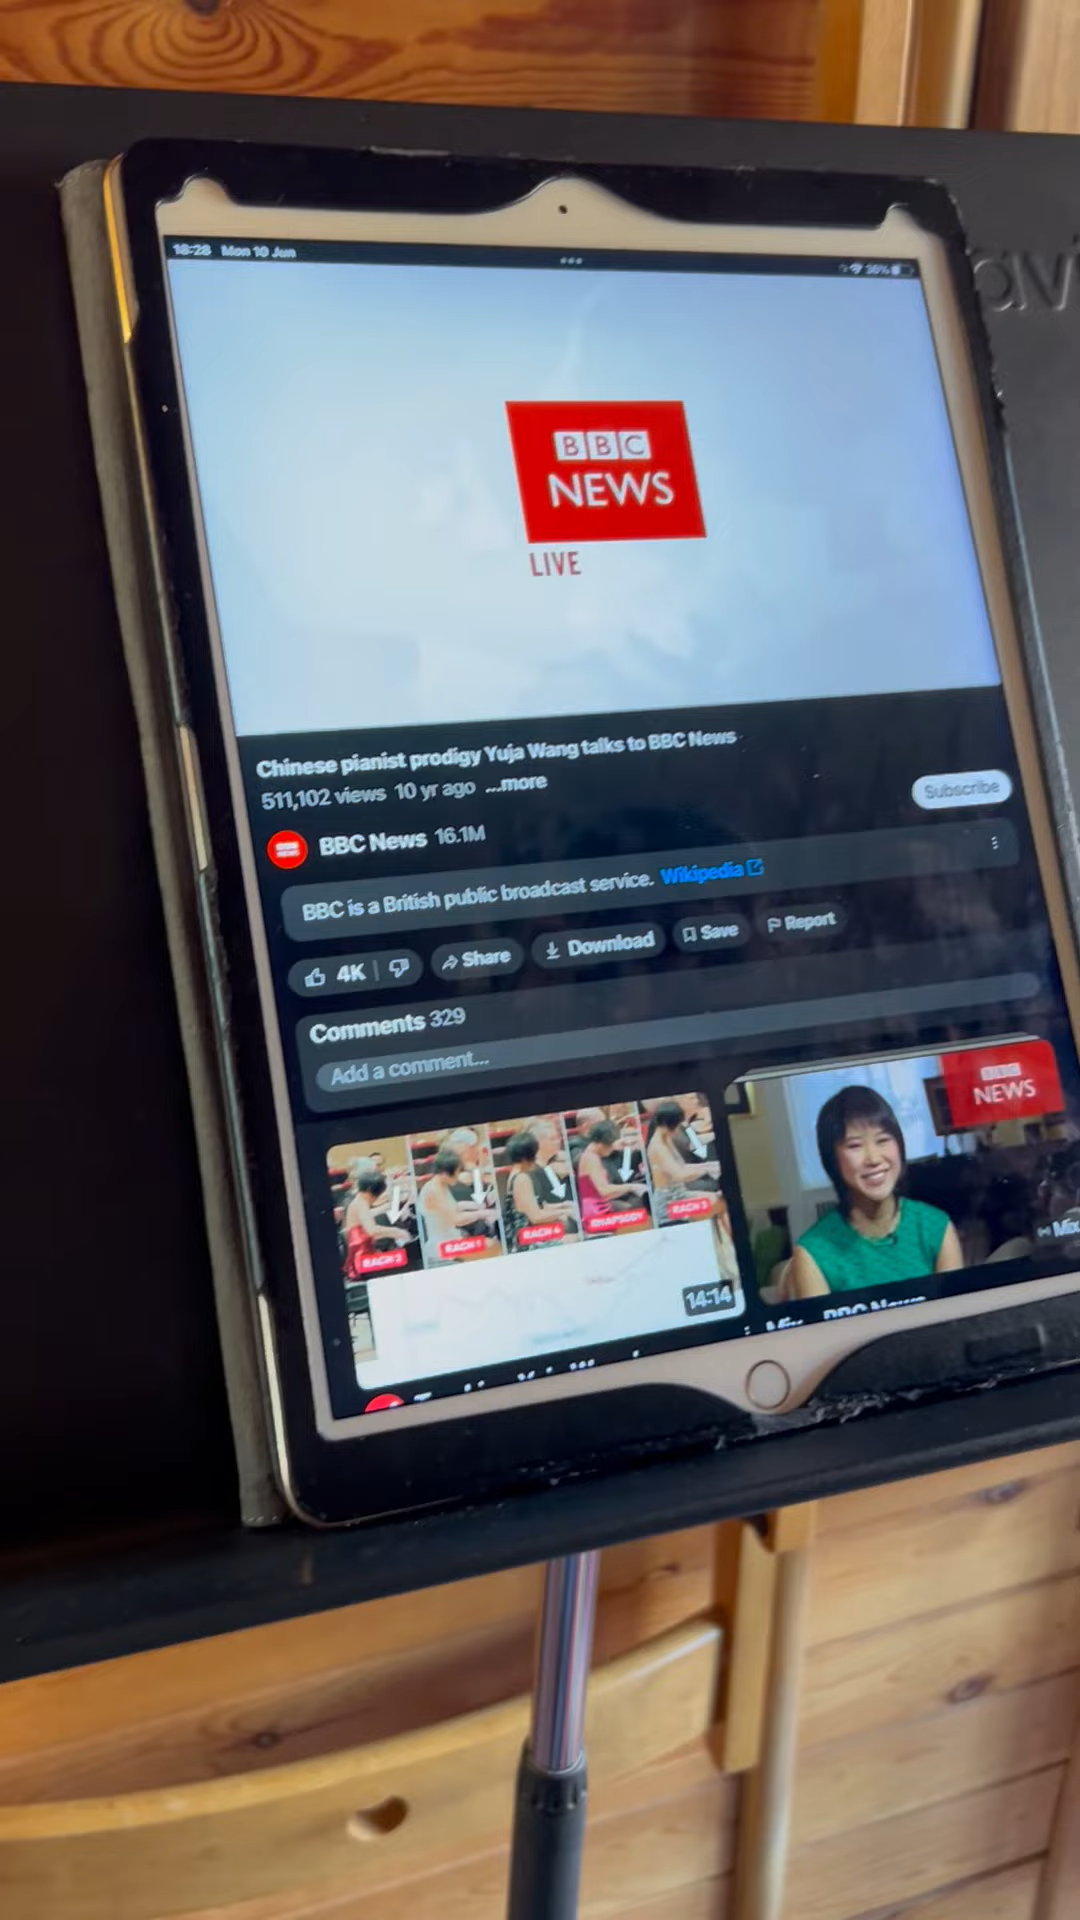 18:28 Mon 10 Jun
36%
BBC
NEWS
LIVE
Chinese pianist prodigy Yuja Wang talks to BBC News
511,102 views 10 yr ago ...more
Subscribe
BBC News 16.1M
BBC is a British public broadcast service. Wikipedia
4K Share Download Save Report
Comments 329
Add a comment...
BBC
NEWS
RACH 2 RACH 1 RACH 4 RHAPSODY RACH 3
14:14
Mix